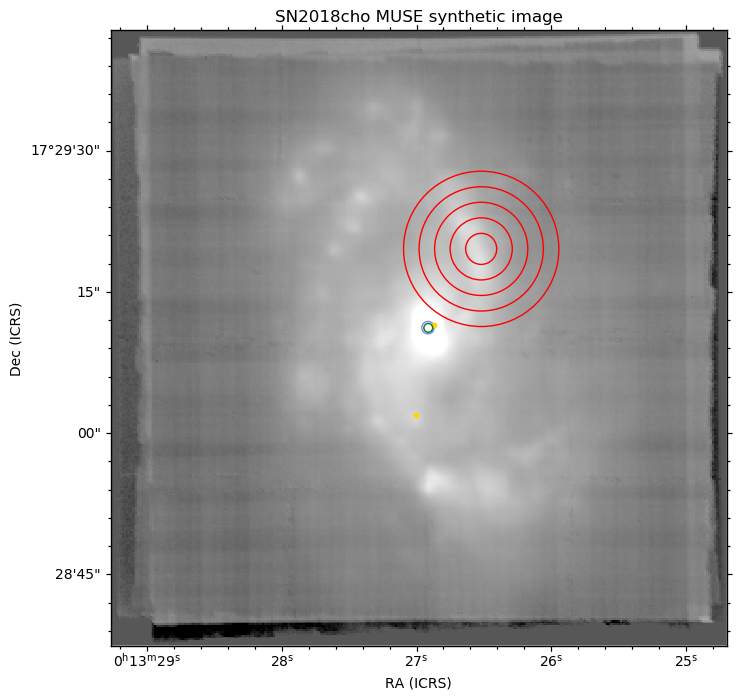 SN2018cho MUSE synthetic image
17°29'30"
15"
00"
28'45"
Dec (ICRS)
0ʰ13ᵐ29ˢ
28ˢ
27ˢ
26ˢ
25ˢ
RA (ICRS)